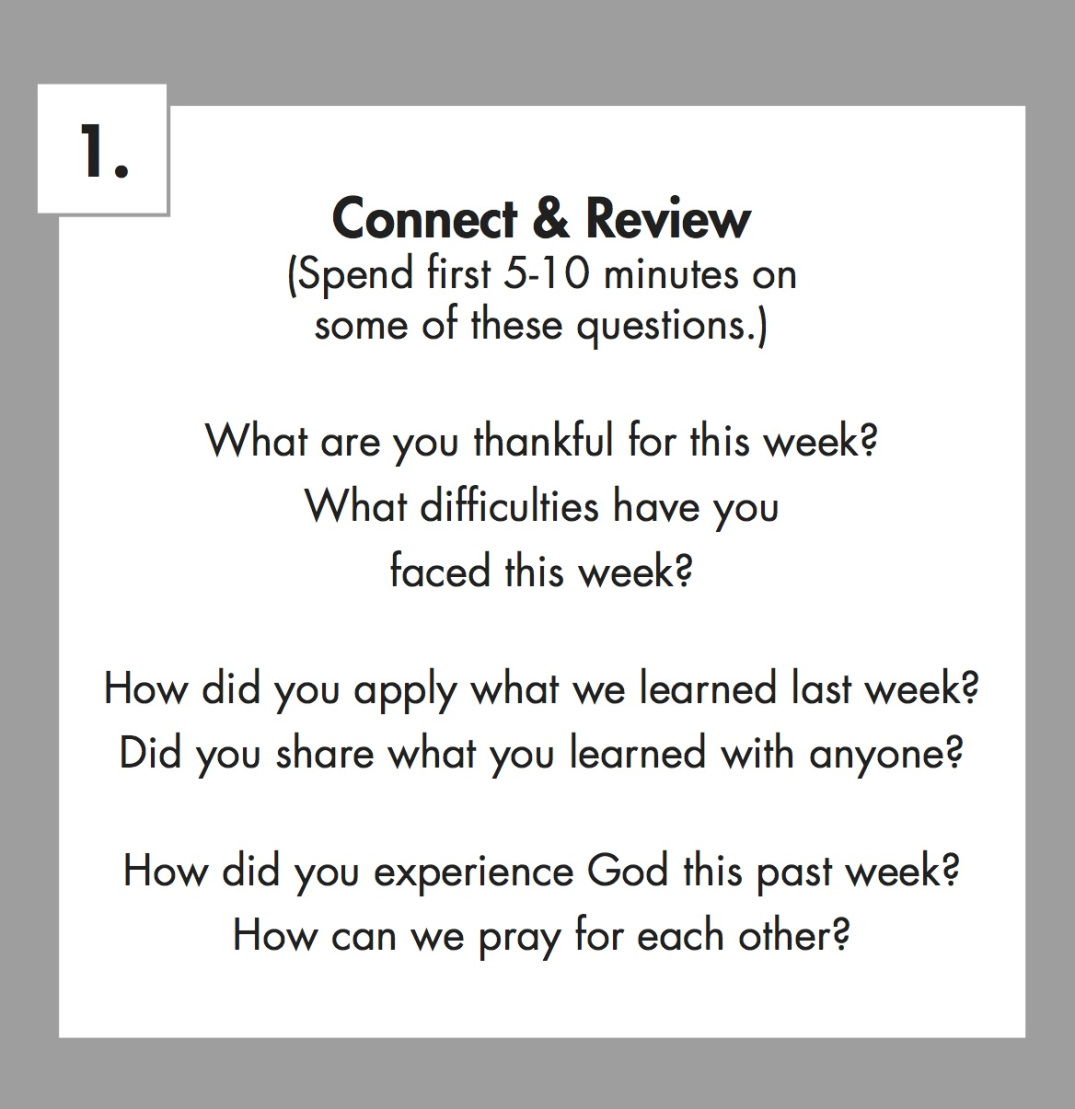 1.
Connect & Review
(Spend first 5-10 minutes on
some of these questions.)
What are you thankful for this week?
What difficulties have you
faced this week?
How did you apply what we learned last week?
Did you share what you learned with anyone?
How did you experience God this past week?
How can we pray for each other?